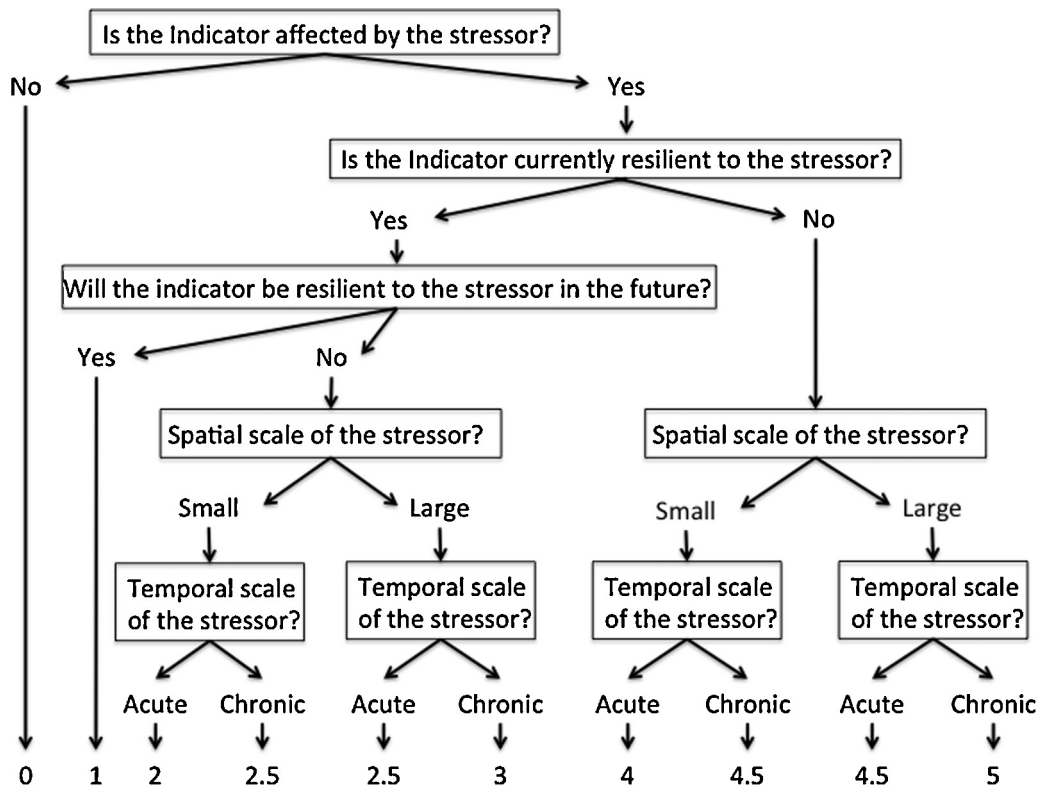 Is the Indicator affected by the stressor?
No
Yes
Is the Indicator currently resilient to the stressor?
Yes
No
Will the indicator be resilient to the stressor in the future?
Yes
No
Spatial scale of the stressor?
Spatial scale of the stressor?
Small
Large
Small
Large
Temporal scale
of the stressor?
Temporal scale
of the stressor?
Temporal scale
of the stressor?
Temporal scale
of the stressor?
Acute
Chronic
Acute
Chronic
Acute
Chronic
Acute
Chronic
0
1
2
2.5
2.5
3
4
4.5
4.5
5